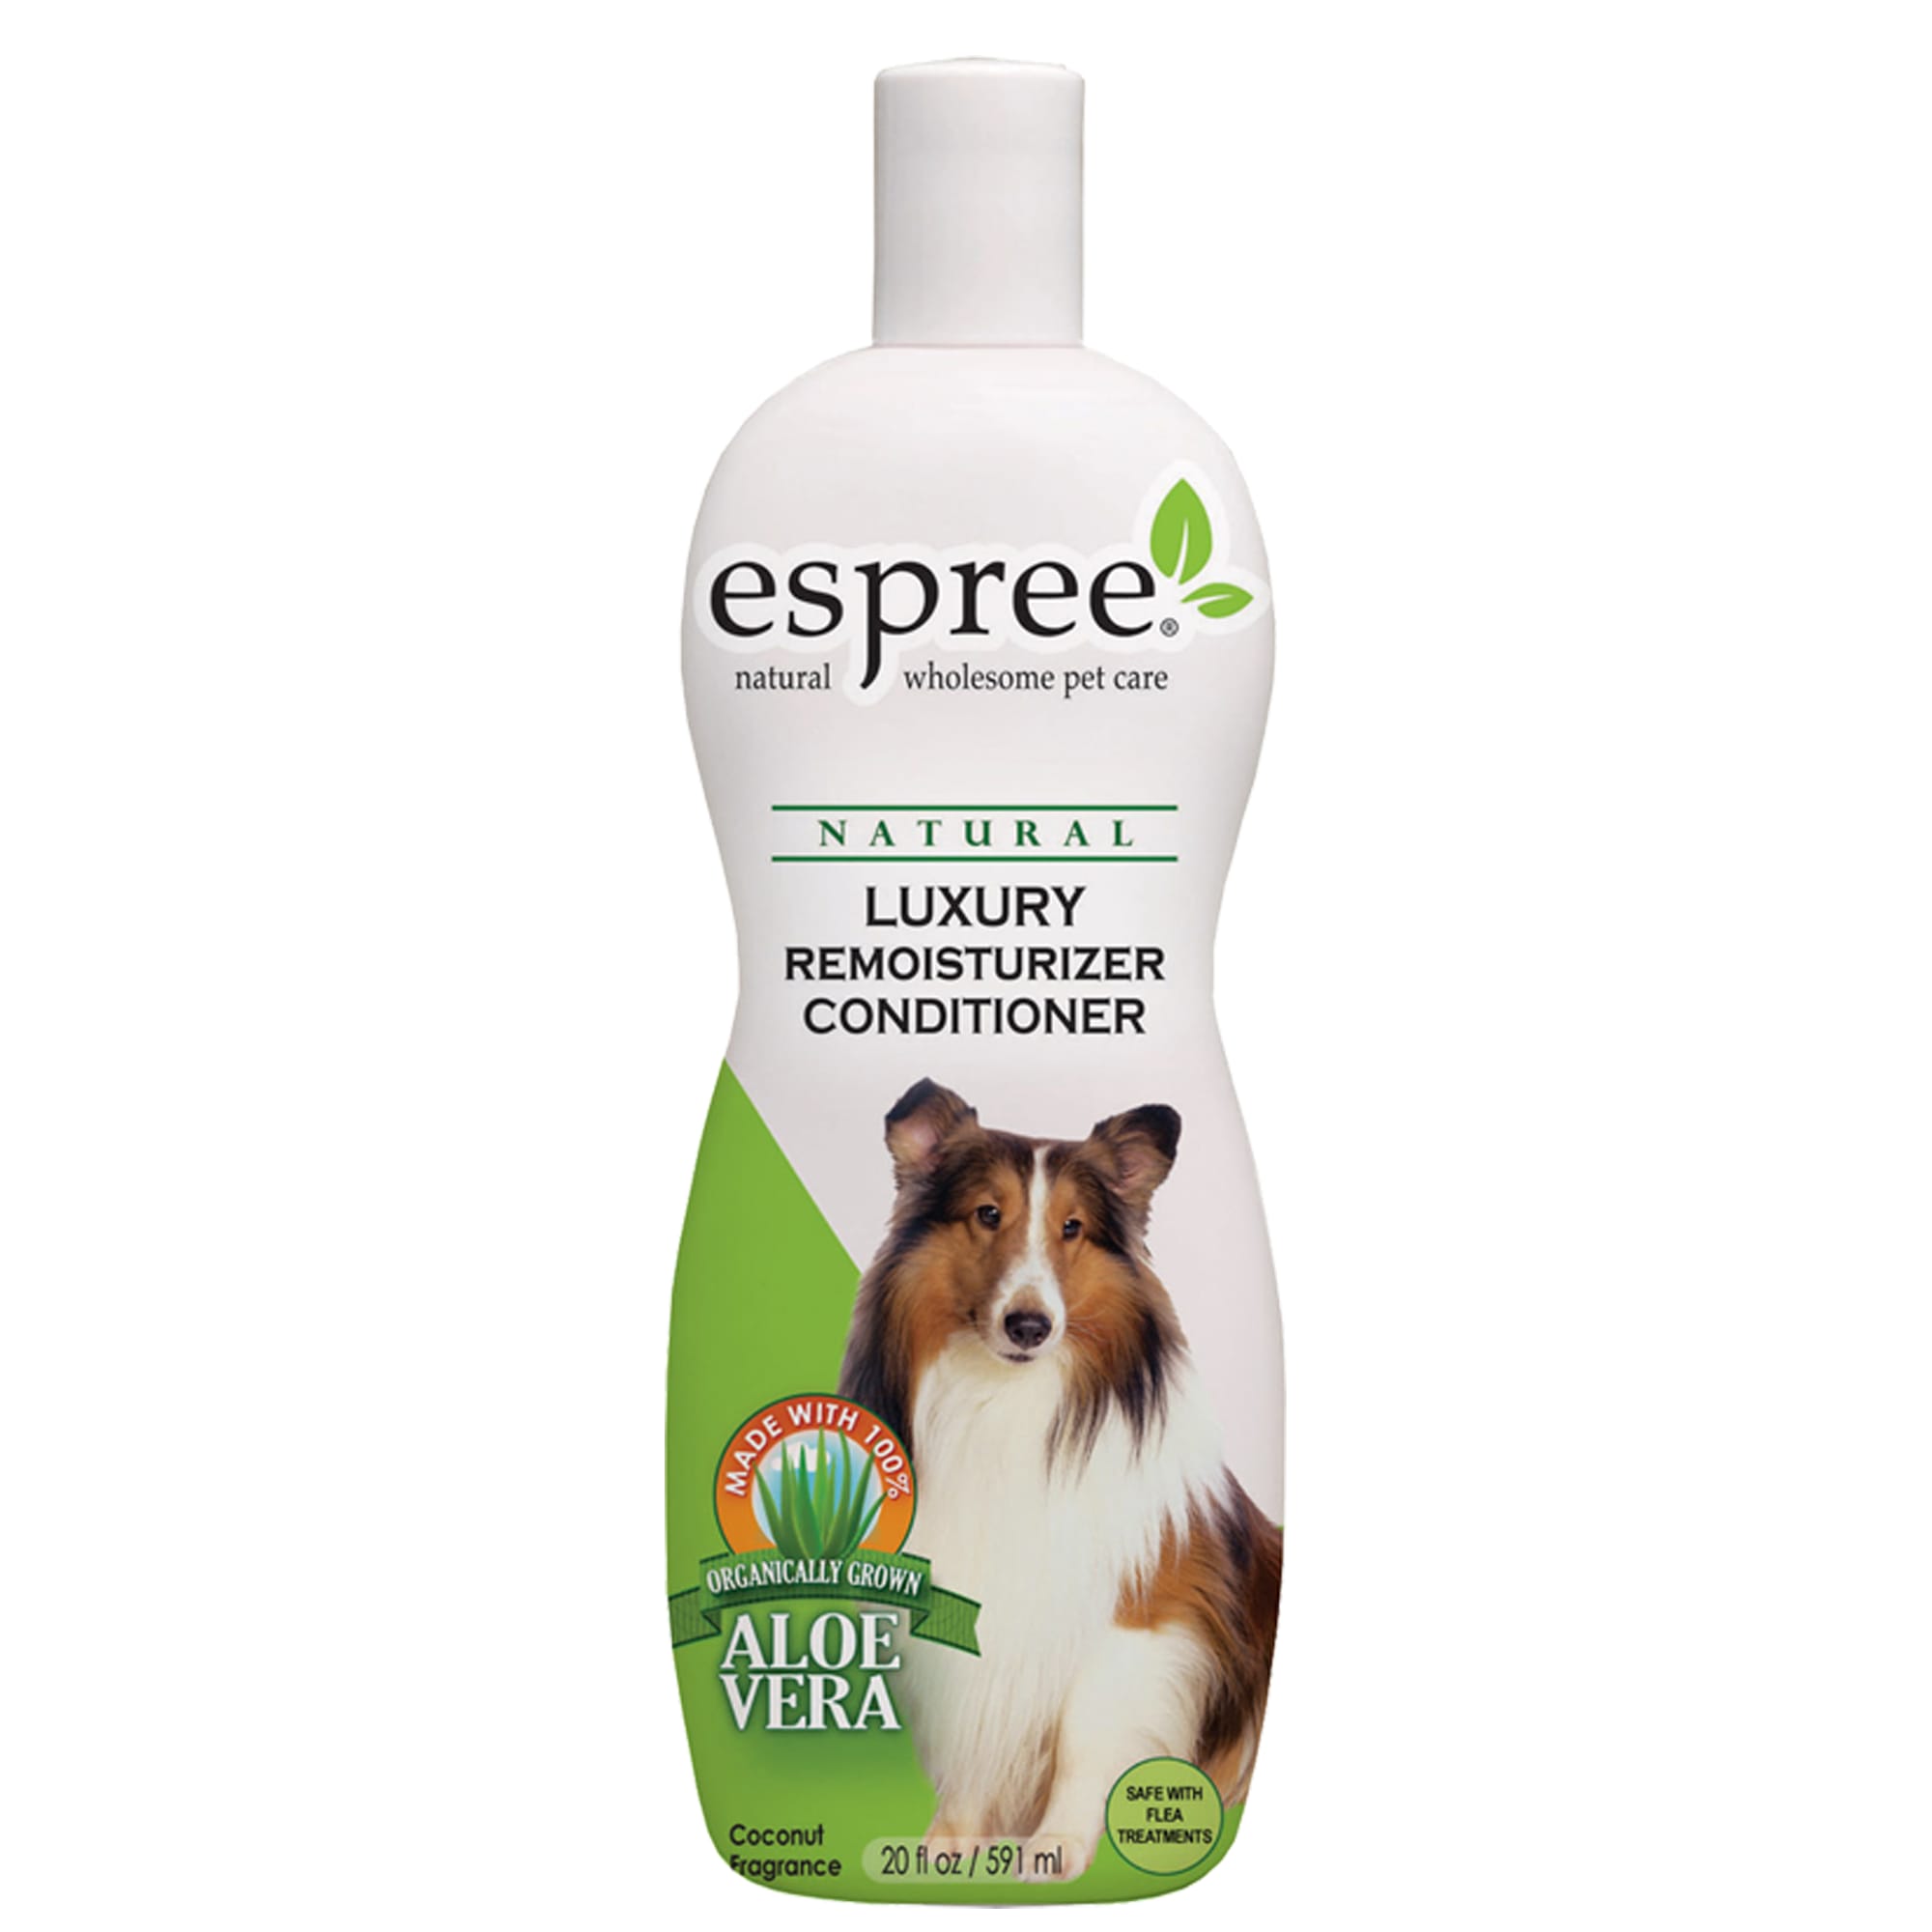 espree®
natural wholesome pet care
NATURAL
LUXURY
REMOISTURIZER
CONDITIONER
MADE WITH 100%
ORGANICALLY GROWN
ALOE
VERA
SAFE WITH
FLEA
TREATMENTS
Coconut
Fragrance
20 fl oz / 591 ml